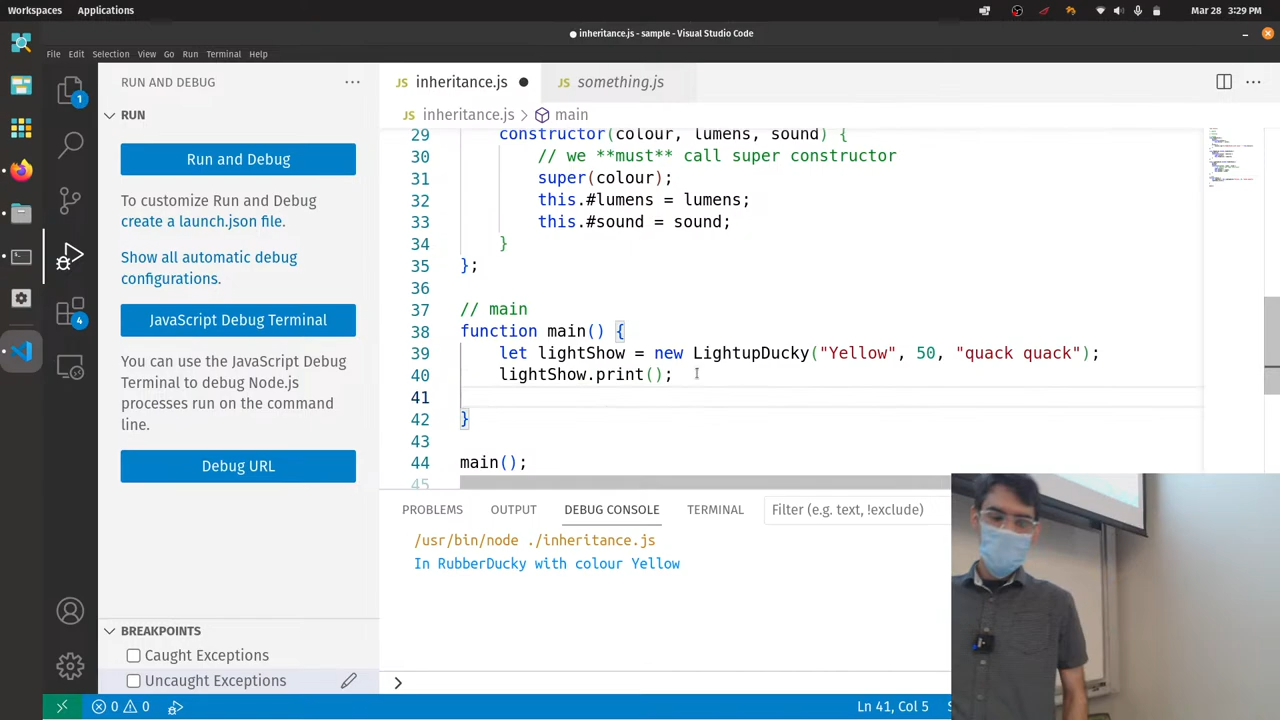 Workspaces Applications Mar 28 3:29 PM
● inheritance.js - sample - Visual Studio Code
File Edit Selection View Go Run Terminal Help
RUN AND DEBUG ···
JS inheritance.js ● JS something.js ···
JS inheritance.js > main
RUN
Run and Debug
To customize Run and Debug
create a launch.json file.
Show all automatic debug
configurations.
JavaScript Debug Terminal
You can use the JavaScript Debug
Terminal to debug Node.js
processes run on the command
line.
Debug URL
1
4
29 constructor(colour, lumens, sound) {
30 // we **must** call super constructor
31 super(colour);
32 this.#lumens = lumens;
33 this.#sound = sound;
34 }
35 };
36
37 // main
38 function main() {
39 let lightShow = new LightupDucky("Yellow", 50, "quack quack");
40 lightShow.print();
41
42 }
43
44 main();
45
PROBLEMS OUTPUT DEBUG CONSOLE TERMINAL Filter (e.g. text, !exclude)
/usr/bin/node ./inheritance.js
In RubberDucky with colour Yellow
BREAKPOINTS
Caught Exceptions
Uncaught Exceptions
>
0 0 Ln 41, Col 5